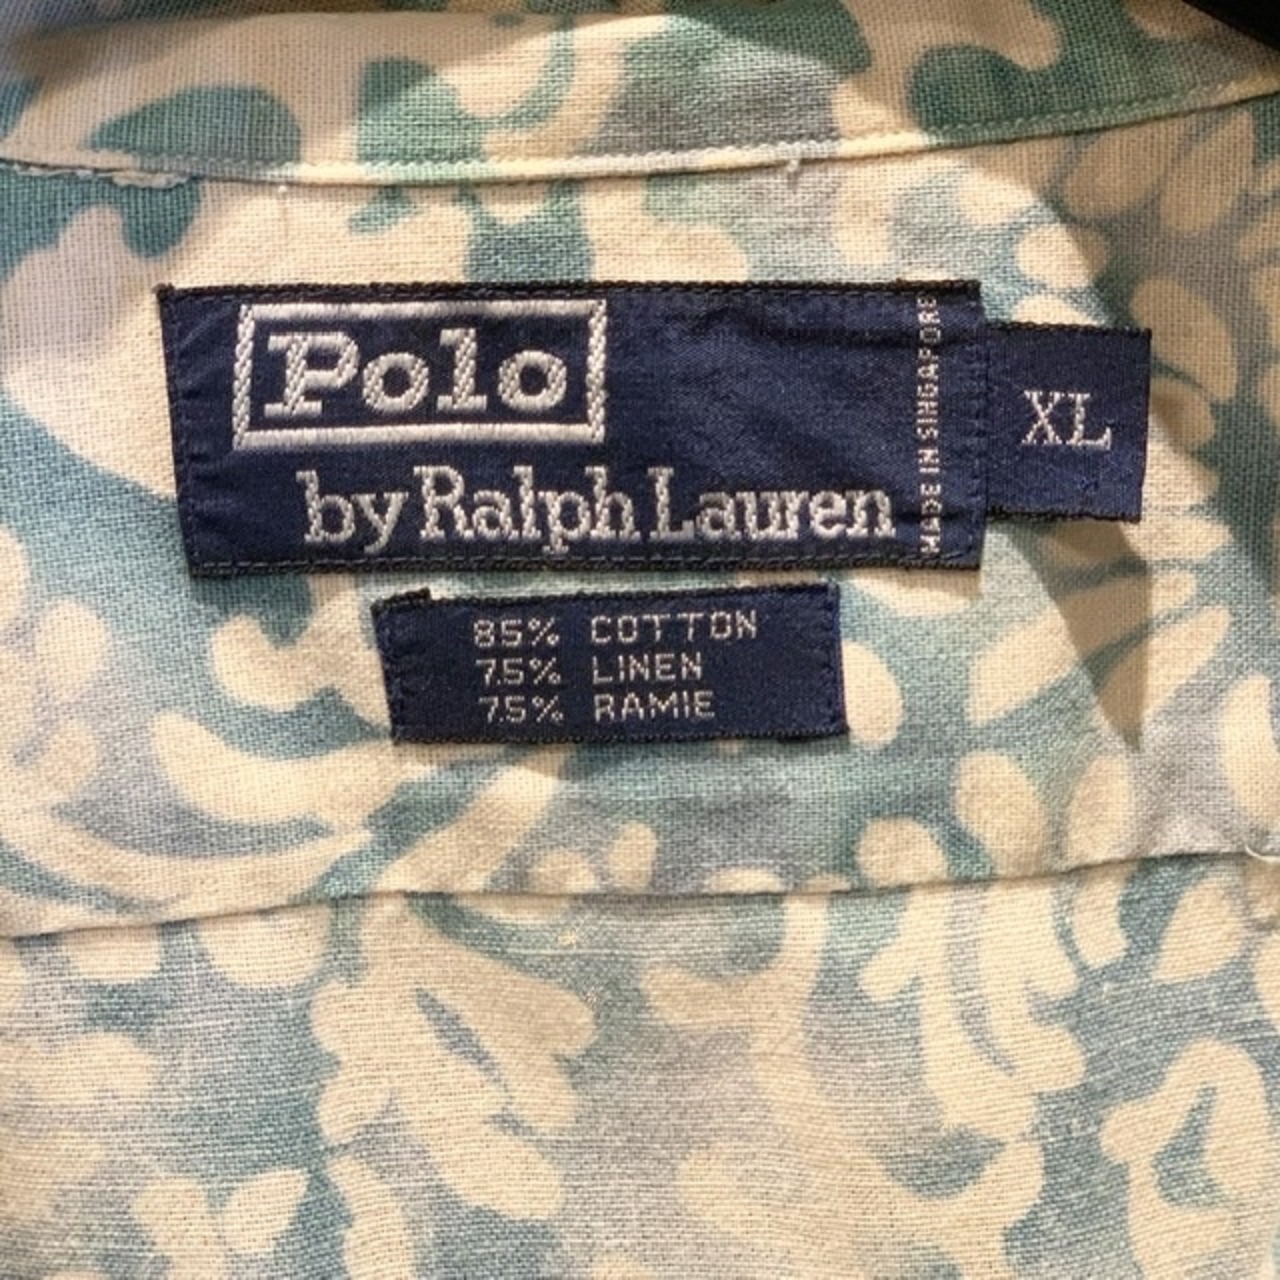 Polo
by Ralph Lauren
MADE IN SINGAPORE
XL
85% COTTON
7.5% LINEN
7.5% RAMIE